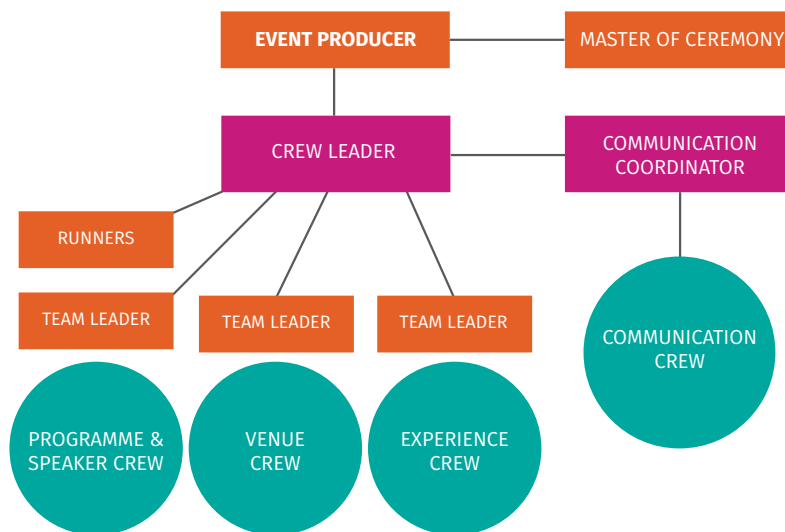 EVENT PRODUCER
MASTER OF CEREMONY
CREW LEADER
COMMUNICATION
COORDINATOR
RUNNERS
TEAM LEADER
TEAM LEADER
TEAM LEADER
COMMUNICATION
CREW
PROGRAMME &
SPEAKER CREW
VENUE
CREW
EXPERIENCE
CREW